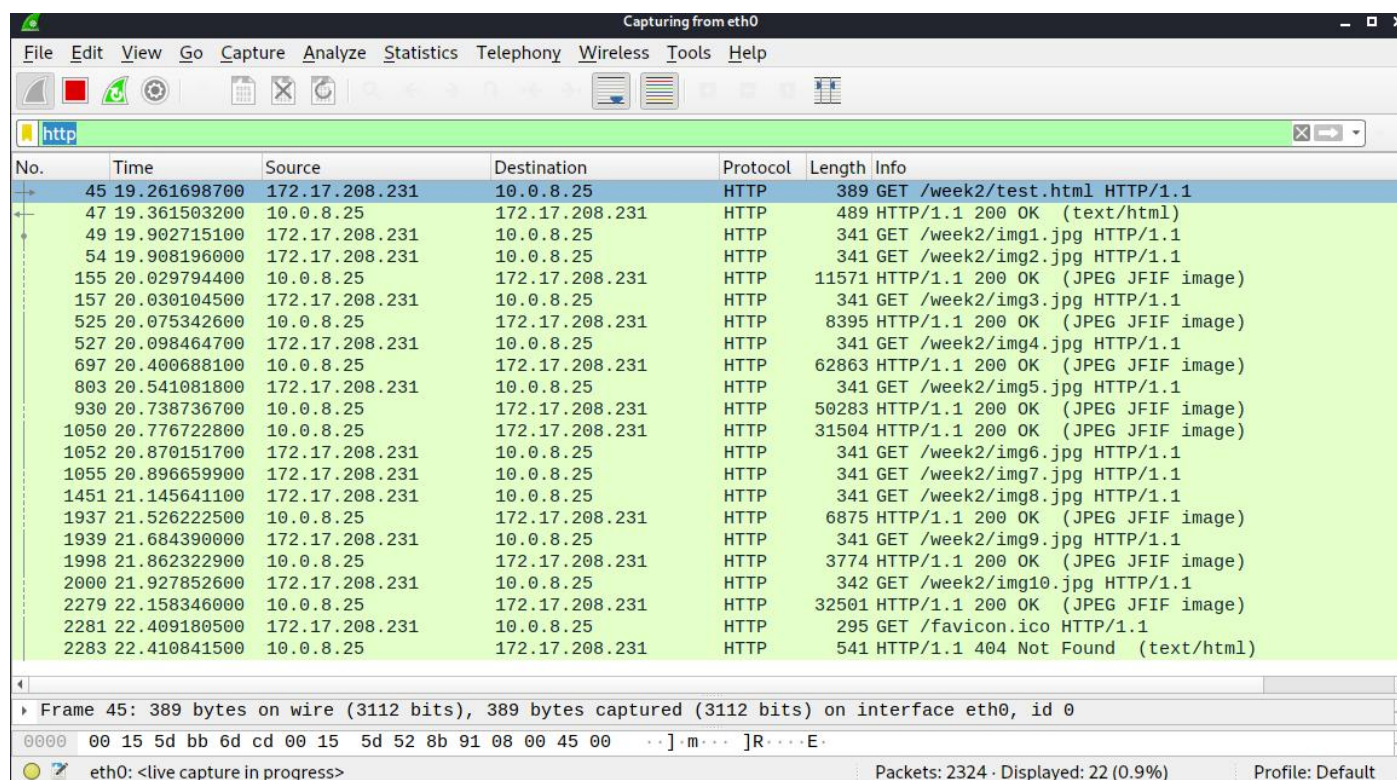 Capturing from eth0
File Edit View Go Capture Analyze Statistics Telephony Wireless Tools Help
http
No. Time Source Destination Protocol Length Info
45 19.261698700 172.17.208.231 10.0.8.25 HTTP 389 GET /week2/test.html HTTP/1.1
47 19.361503200 10.0.8.25 172.17.208.231 HTTP 489 HTTP/1.1 200 OK (text/html)
49 19.902715100 172.17.208.231 10.0.8.25 HTTP 341 GET /week2/img1.jpg HTTP/1.1
54 19.908196000 172.17.208.231 10.0.8.25 HTTP 341 GET /week2/img2.jpg HTTP/1.1
155 20.029794400 10.0.8.25 172.17.208.231 HTTP 11571 HTTP/1.1 200 OK (JPEG JFIF image)
157 20.030104500 172.17.208.231 10.0.8.25 HTTP 341 GET /week2/img3.jpg HTTP/1.1
525 20.075342600 10.0.8.25 172.17.208.231 HTTP 8395 HTTP/1.1 200 OK (JPEG JFIF image)
527 20.098464700 172.17.208.231 10.0.8.25 HTTP 341 GET /week2/img4.jpg HTTP/1.1
697 20.400688100 10.0.8.25 172.17.208.231 HTTP 62863 HTTP/1.1 200 OK (JPEG JFIF image)
803 20.541081800 172.17.208.231 10.0.8.25 HTTP 341 GET /week2/img5.jpg HTTP/1.1
930 20.738736700 10.0.8.25 172.17.208.231 HTTP 50283 HTTP/1.1 200 OK (JPEG JFIF image)
1050 20.776722800 10.0.8.25 172.17.208.231 HTTP 31504 HTTP/1.1 200 OK (JPEG JFIF image)
1052 20.870151700 172.17.208.231 10.0.8.25 HTTP 341 GET /week2/img6.jpg HTTP/1.1
1055 20.896659900 172.17.208.231 10.0.8.25 HTTP 341 GET /week2/img7.jpg HTTP/1.1
1451 21.145641100 172.17.208.231 10.0.8.25 HTTP 341 GET /week2/img8.jpg HTTP/1.1
1937 21.526222500 10.0.8.25 172.17.208.231 HTTP 6875 HTTP/1.1 200 OK (JPEG JFIF image)
1939 21.684390000 172.17.208.231 10.0.8.25 HTTP 341 GET /week2/img9.jpg HTTP/1.1
1998 21.862322900 10.0.8.25 172.17.208.231 HTTP 3774 HTTP/1.1 200 OK (JPEG JFIF image)
2000 21.927852600 172.17.208.231 10.0.8.25 HTTP 342 GET /week2/img10.jpg HTTP/1.1
2279 22.158346000 10.0.8.25 172.17.208.231 HTTP 32501 HTTP/1.1 200 OK (JPEG JFIF image)
2281 22.409180500 172.17.208.231 10.0.8.25 HTTP 295 GET /favicon.ico HTTP/1.1
2283 22.410841500 10.0.8.25 172.17.208.231 HTTP 541 HTTP/1.1 404 Not Found (text/html)
Frame 45: 389 bytes on wire (3112 bits), 389 bytes captured (3112 bits) on interface eth0, id 0
0000 00 15 5d bb 6d cd 00 15 5d 52 8b 91 08 00 45 00 ··]·m··· ]R····E·
eth0: <live capture in progress> Packets: 2324 · Displayed: 22 (0.9%) Profile: Default